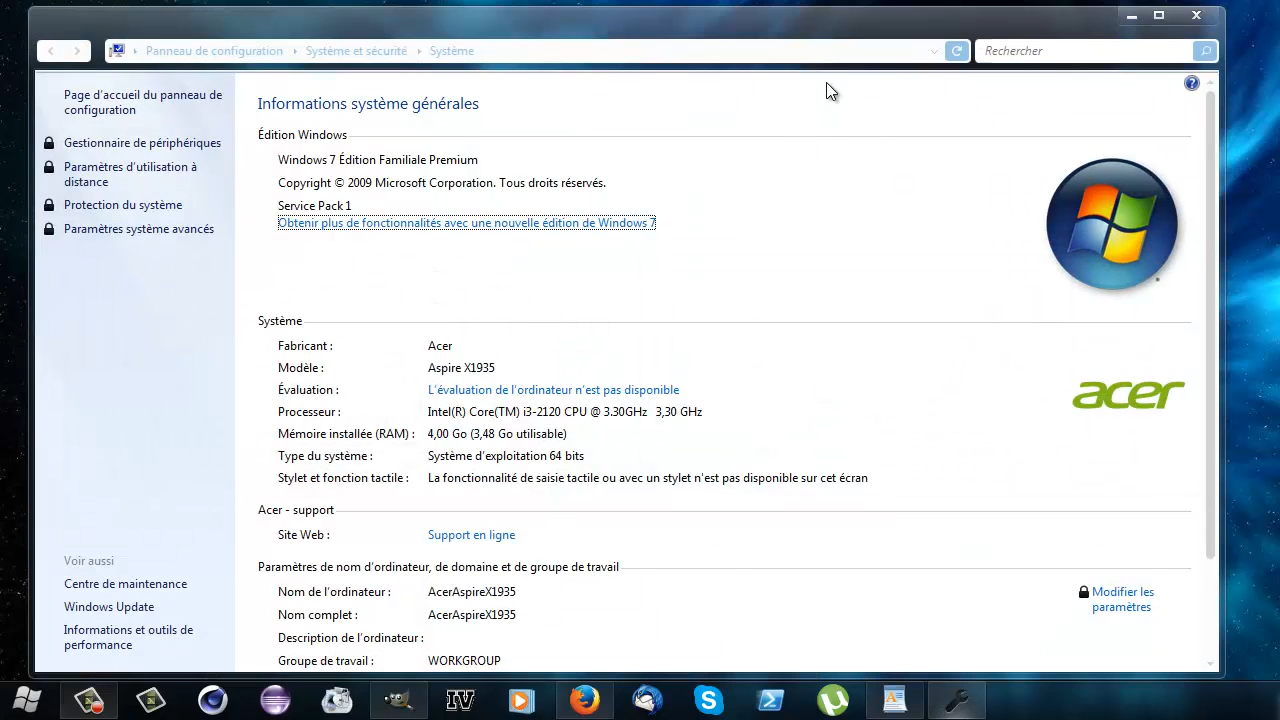 Panneau de configuration Système et sécurité Système
Rechercher
Page d'accueil du panneau de
configuration
Gestionnaire de périphériques
Paramètres d'utilisation à
distance
Protection du système
Paramètres système avancés
Voir aussi
Centre de maintenance
Windows Update
Informations et outils de
performance
Informations système générales
Édition Windows
Windows 7 Édition Familiale Premium
Copyright © 2009 Microsoft Corporation. Tous droits réservés.
Service Pack 1
Obtenir plus de fonctionnalités avec une nouvelle édition de Windows 7
Système
Fabricant : Acer
Modèle : Aspire X1935
Évaluation : L'évaluation de l'ordinateur n'est pas disponible
Processeur : Intel(R) Core(TM) i3-2120 CPU @ 3.30GHz 3,30 GHz
Mémoire installée (RAM) : 4,00 Go (3,48 Go utilisable)
Type du système : Système d'exploitation 64 bits
Stylet et fonction tactile : La fonctionnalité de saisie tactile ou avec un stylet n'est pas disponible sur cet écran
acer
Acer - support
Site Web : Support en ligne
Paramètres de nom d'ordinateur, de domaine et de groupe de travail
Nom de l'ordinateur : AcerAspireX1935
Modifier les
paramètres
Nom complet : AcerAspireX1935
Description de l'ordinateur :
Groupe de travail : WORKGROUP
IV